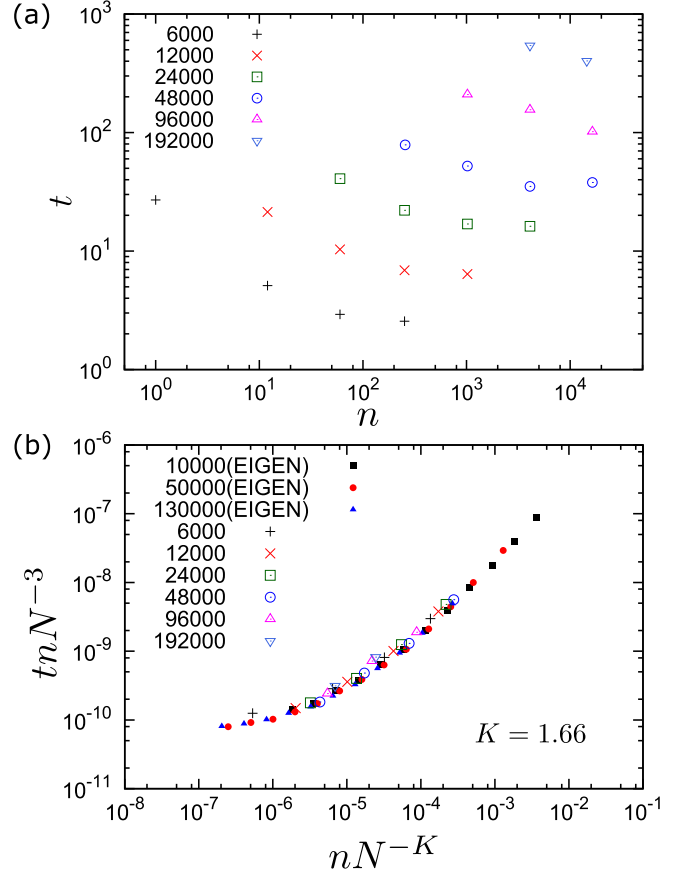 (a)
10^3
10^2
10^1
10^0
t
6000
12000
24000
48000
96000
192000
10^0 10^1 10^2 10^3 10^4
n
(b)
10^-6
10^-7
10^-8
10^-9
10^-10
10^-11
tnN^-3
10000(EIGEN)
50000(EIGEN)
130000(EIGEN)
6000
12000
24000
48000
96000
192000
K = 1.66
10^-8 10^-7 10^-6 10^-5 10^-4 10^-3 10^-2 10^-1
nN^-K